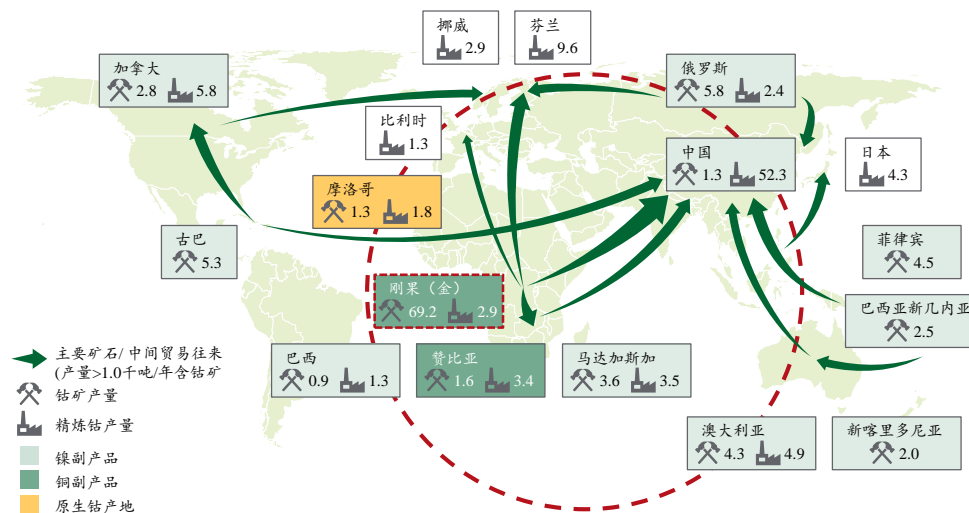 挪威
2.9
芬兰
9.6
加拿大
2.8 5.8
俄罗斯
5.8 2.4
比利时
1.3
中国
1.3 52.3
日本
4.3
摩洛哥
1.3 1.8
古巴
5.3
菲律宾
4.5
刚果（金）
69.2 2.9
巴西亚新几内亚
2.5
巴西
0.9 1.3
赞比亚
1.6 3.4
马达加斯加
3.6 3.5
澳大利亚
4.3 4.9
新喀里多尼亚
2.0
主要矿石/中间贸易往来
(产量>1.0千吨/年含钴矿
钴矿产量
精炼钴产量
镍副产品
铜副产品
原生钴产地